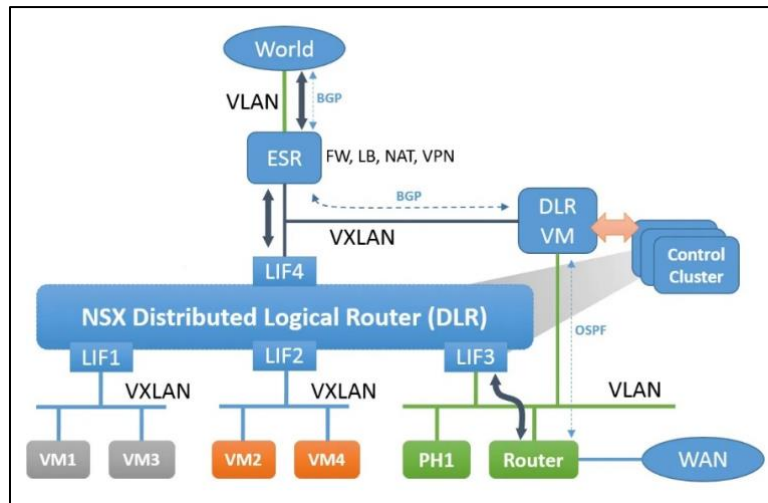 World
VLAN
BGP
ESR
FW, LB, NAT, VPN
BGP
DLR
VM
VXLAN
Control
Cluster
LIF4
NSX Distributed Logical Router (DLR)
OSPF
LIF1
LIF2
LIF3
VXLAN
VXLAN
VLAN
VM1
VM3
VM2
VM4
PH1
Router
WAN